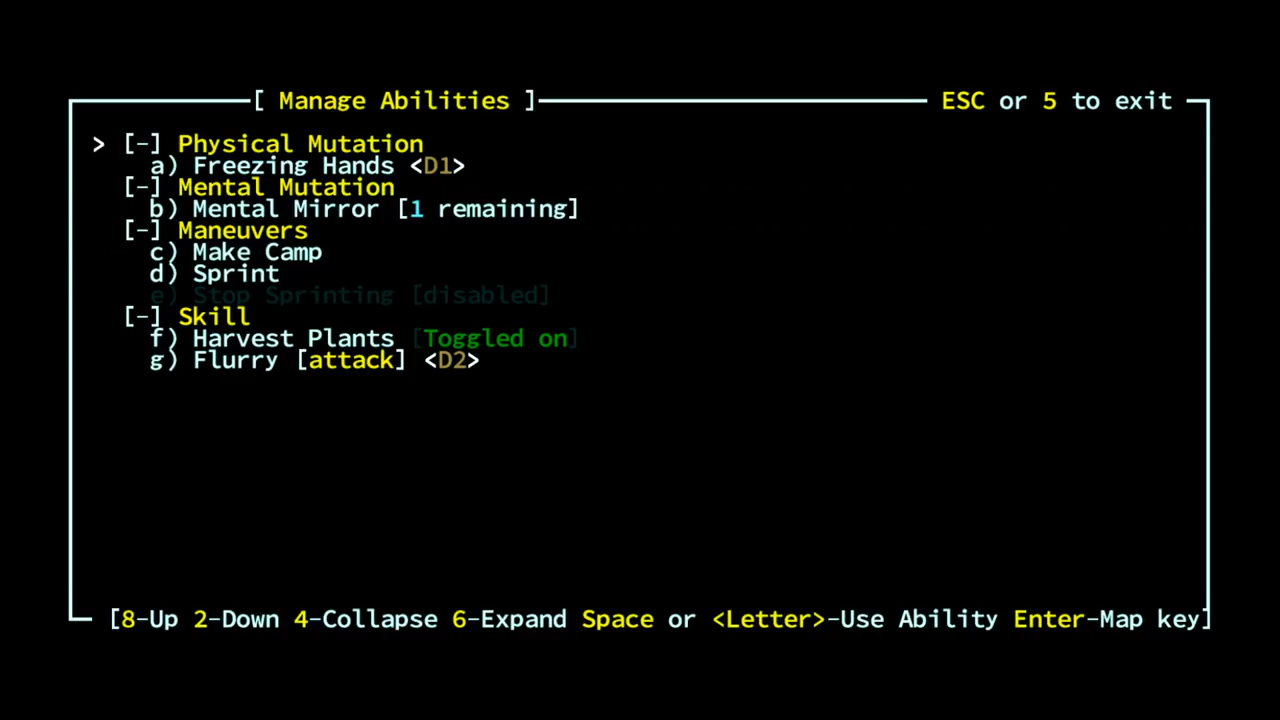 [ Manage Abilities ] ESC or 5 to exit
> [-] Physical Mutation
a) Freezing Hands <D1>
[-] Mental Mutation
b) Mental Mirror [1 remaining]
[-] Maneuvers
c) Make Camp
d) Sprint
e) Stop Sprinting [disabled]
[-] Skill
f) Harvest Plants [Toggled on]
g) Flurry [attack] <D2>
[8-Up 2-Down 4-Collapse 6-Expand Space or <Letter>-Use Ability Enter-Map key]